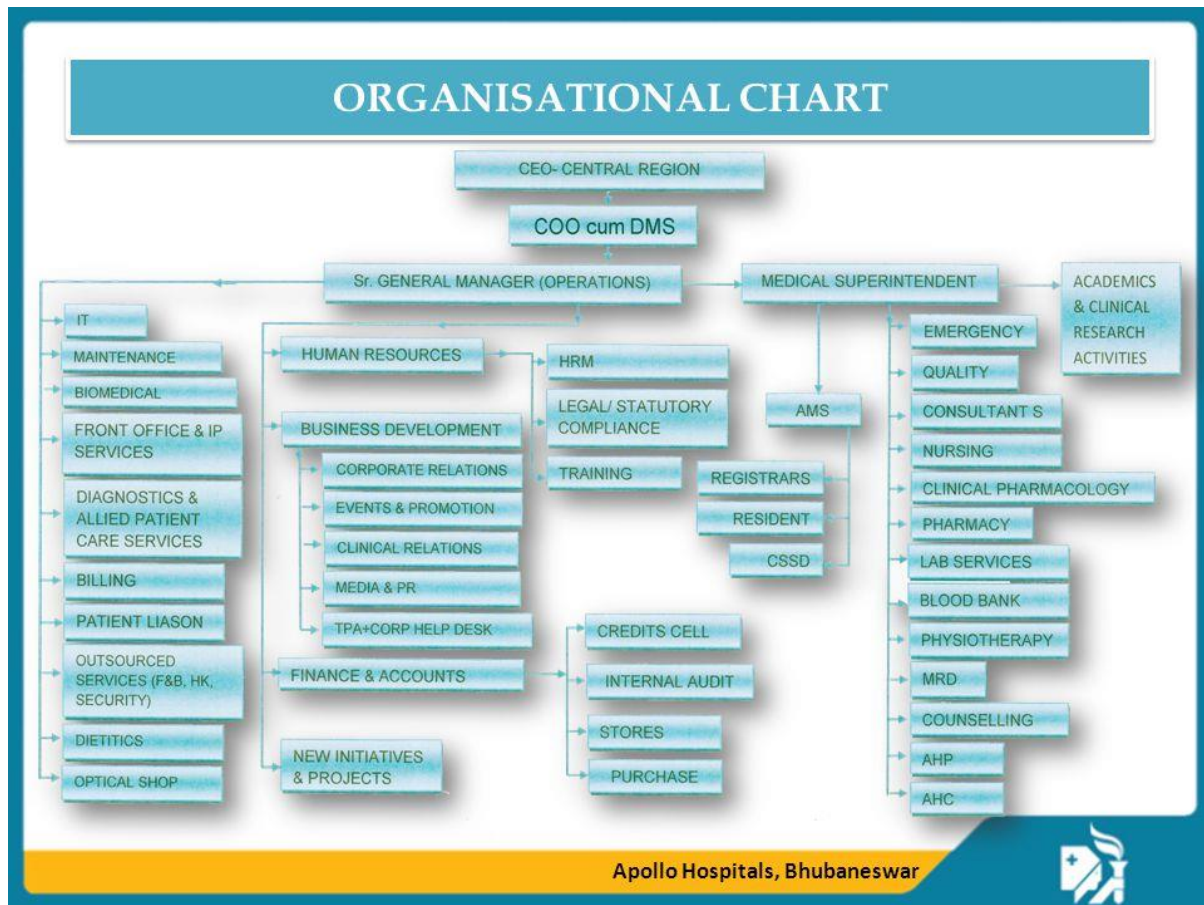 ORGANISATIONAL CHART
CEO- CENTRAL REGION
COO cum DMS
Sr. GENERAL MANAGER (OPERATIONS)
MEDICAL SUPERINTENDENT
ACADEMICS
& CLINICAL
RESEARCH
ACTIVITIES
IT
MAINTENANCE
BIOMEDICAL
FRONT OFFICE & IP
SERVICES
DIAGNOSTICS &
ALLIED PATIENT
CARE SERVICES
BILLING
PATIENT LIASON
OUTSOURCED
SERVICES (F&B, HK,
SECURITY)
DIETITICS
OPTICAL SHOP
HUMAN RESOURCES
HRM
LEGAL/ STATUTORY
COMPLIANCE
TRAINING
BUSINESS DEVELOPMENT
CORPORATE RELATIONS
EVENTS & PROMOTION
CLINICAL RELATIONS
MEDIA & PR
TPA+CORP HELP DESK
FINANCE & ACCOUNTS
CREDITS CELL
INTERNAL AUDIT
STORES
PURCHASE
NEW INITIATIVES
& PROJECTS
AMS
REGISTRARS
RESIDENT
CSSD
EMERGENCY
QUALITY
CONSULTANT S
NURSING
CLINICAL PHARMACOLOGY
PHARMACY
LAB SERVICES
BLOOD BANK
PHYSIOTHERAPY
MRD
COUNSELLING
AHP
AHC
Apollo Hospitals, Bhubaneswar